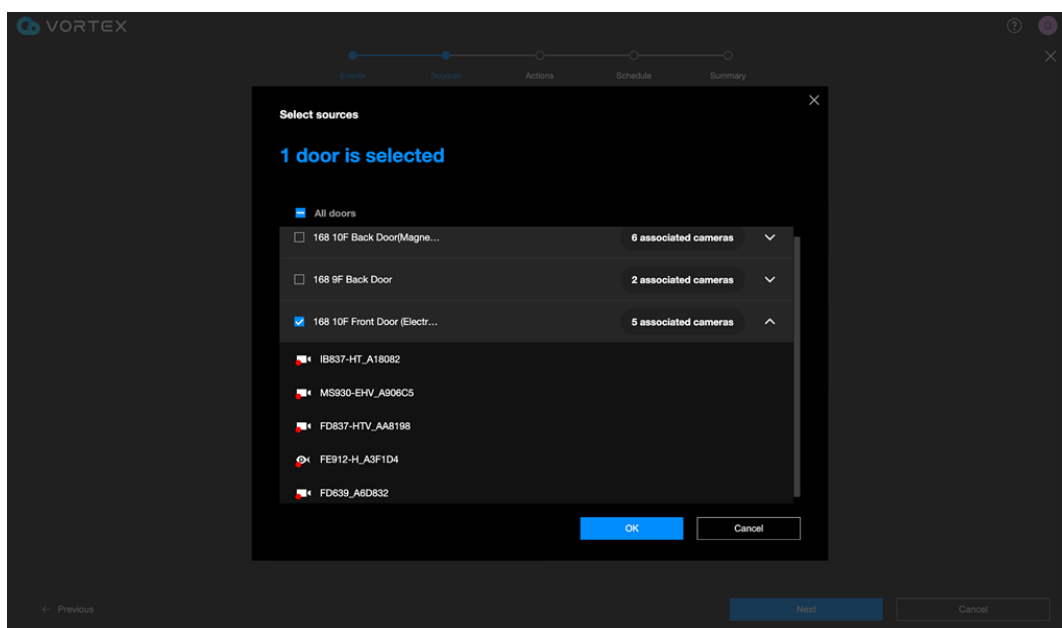 VORTEX
Events Sources Actions Schedule Summary
Select sources
1 door is selected
All doors
168 10F Back Door(Magne... 6 associated cameras
168 9F Back Door 2 associated cameras
168 10F Front Door (Electr... 5 associated cameras
IB837-HT_A18082
MS930-EHV_A906C5
FD837-HTV_AA8198
FE912-H_A3F1D4
FD639_A6D832
OK Cancel
← Previous Next Cancel